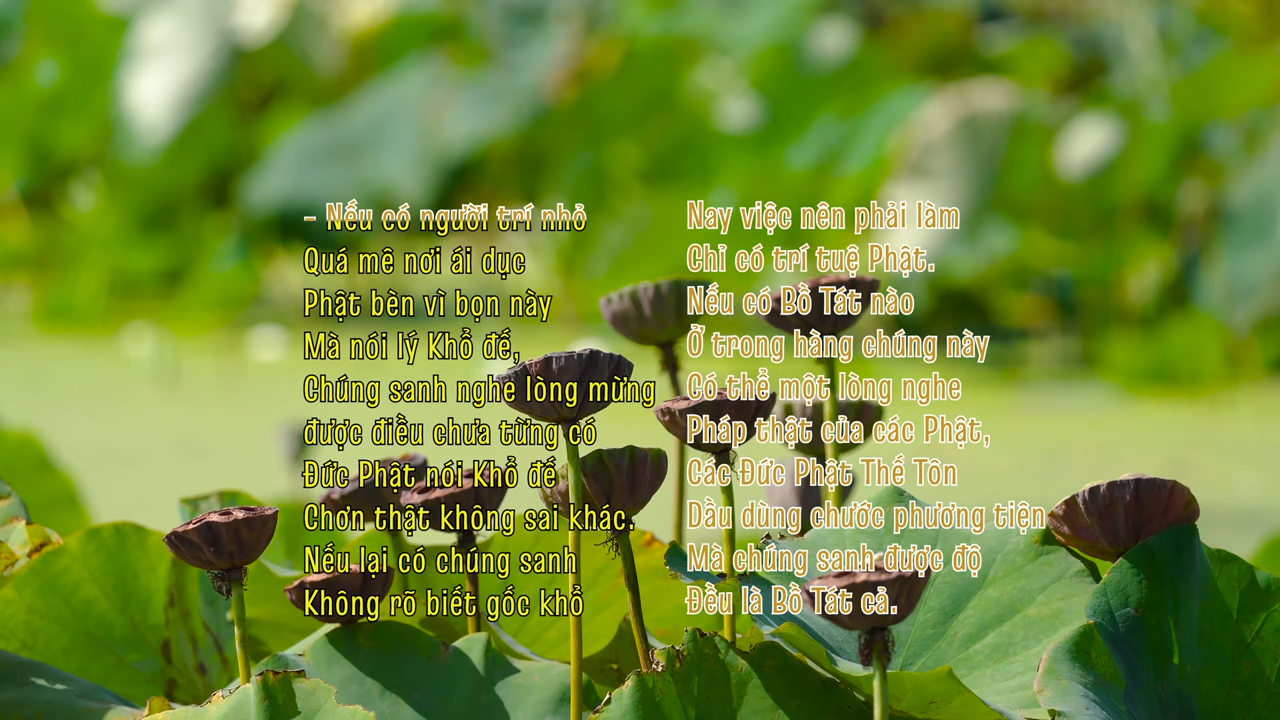 - Nếu có người trí nhỏ
Quá mê nơi ái dục
Phật bèn vì bọn này
Mà nói lý Khổ đế,
Chúng sanh nghe lòng mừng
được điều chưa từng có
Đức Phật nói Khổ đế
Chơn thật không sai khác.
Nếu lại có chúng sanh
Không rõ biết gốc khổ
Nay việc nên phải làm
Chỉ có trí tuệ Phật.
Nếu có Bồ Tát nào
Ở trong hàng chúng này
Có thể một lòng nghe
Pháp thật của các Phật,
Các Đức Phật Thế Tôn
Dầu dùng chước phương tiện
Mà chúng sanh được độ
Đều là Bồ Tát cả.